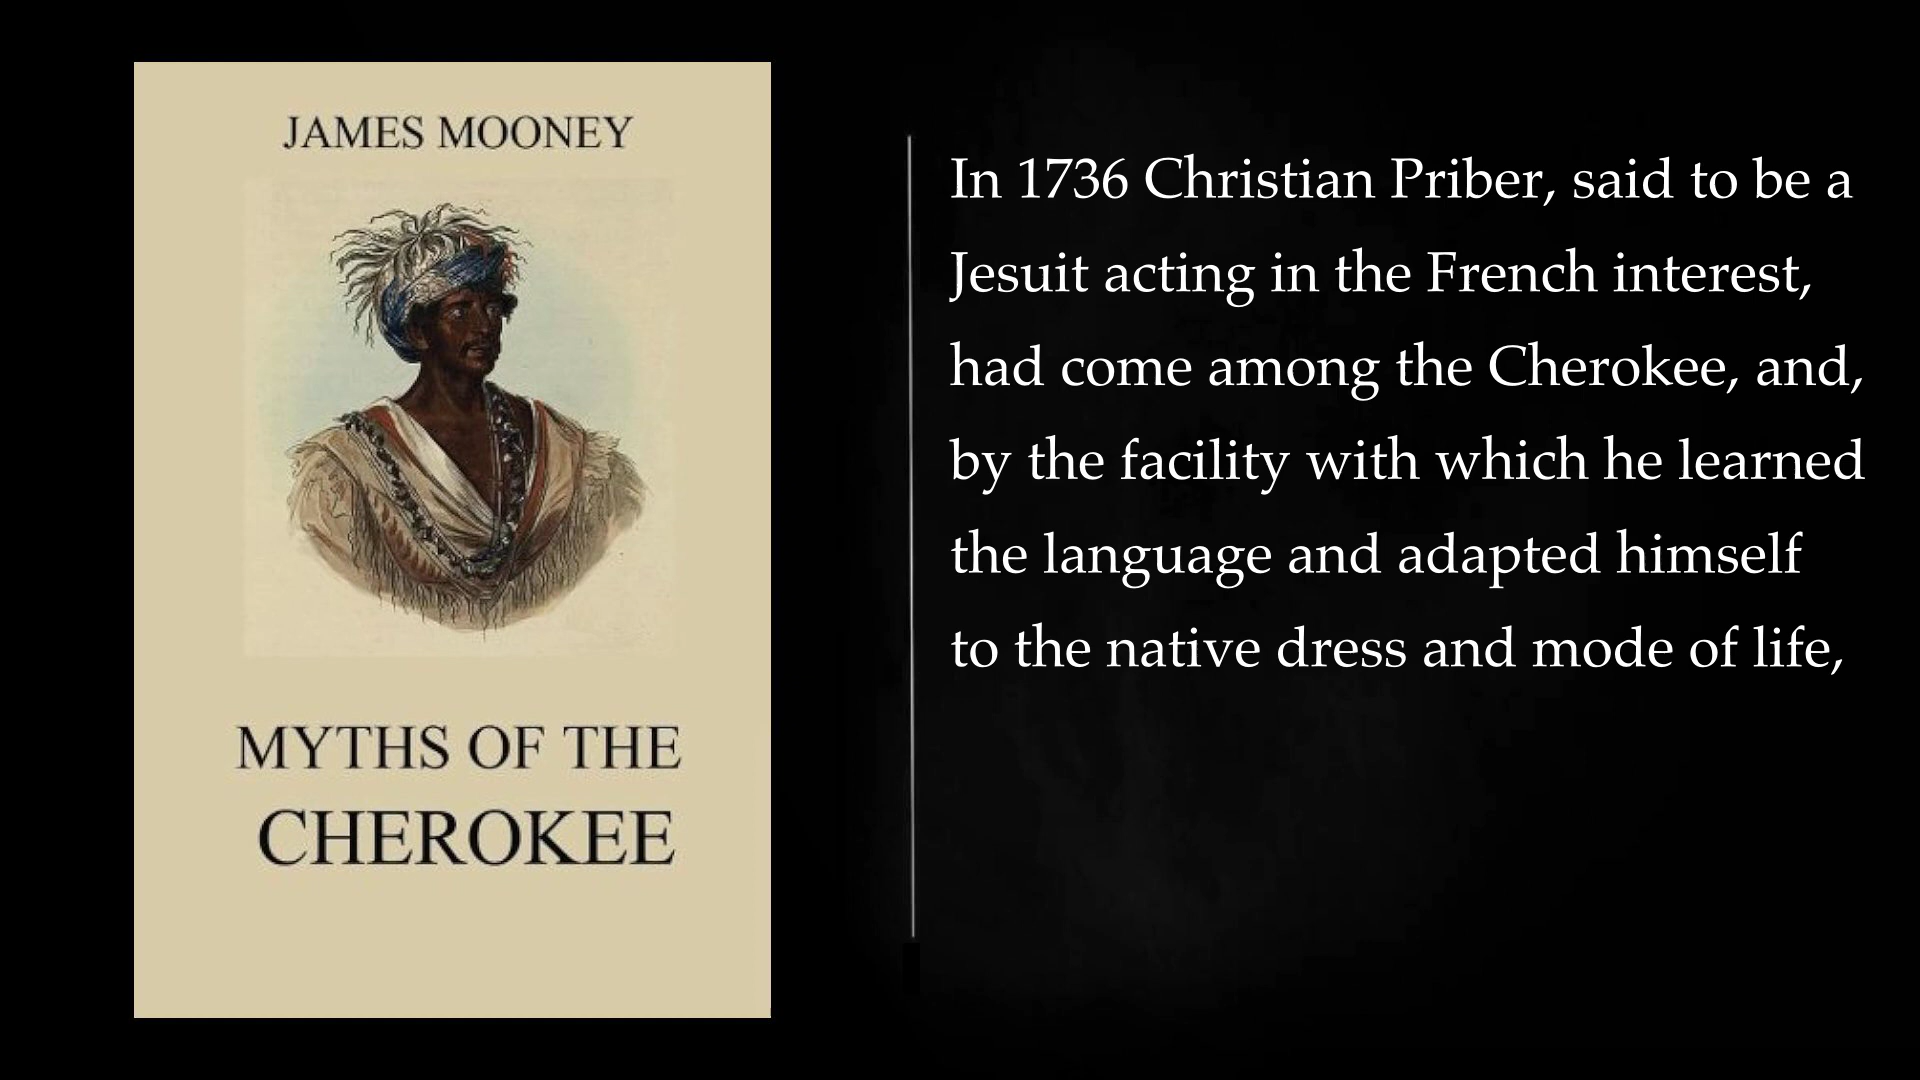 JAMES MOONEY
MYTHS OF THE
CHEROKEE
In 1736 Christian Priber, said to be a
Jesuit acting in the French interest,
had come among the Cherokee, and,
by the facility with which he learned
the language and adapted himself
to the native dress and mode of life,